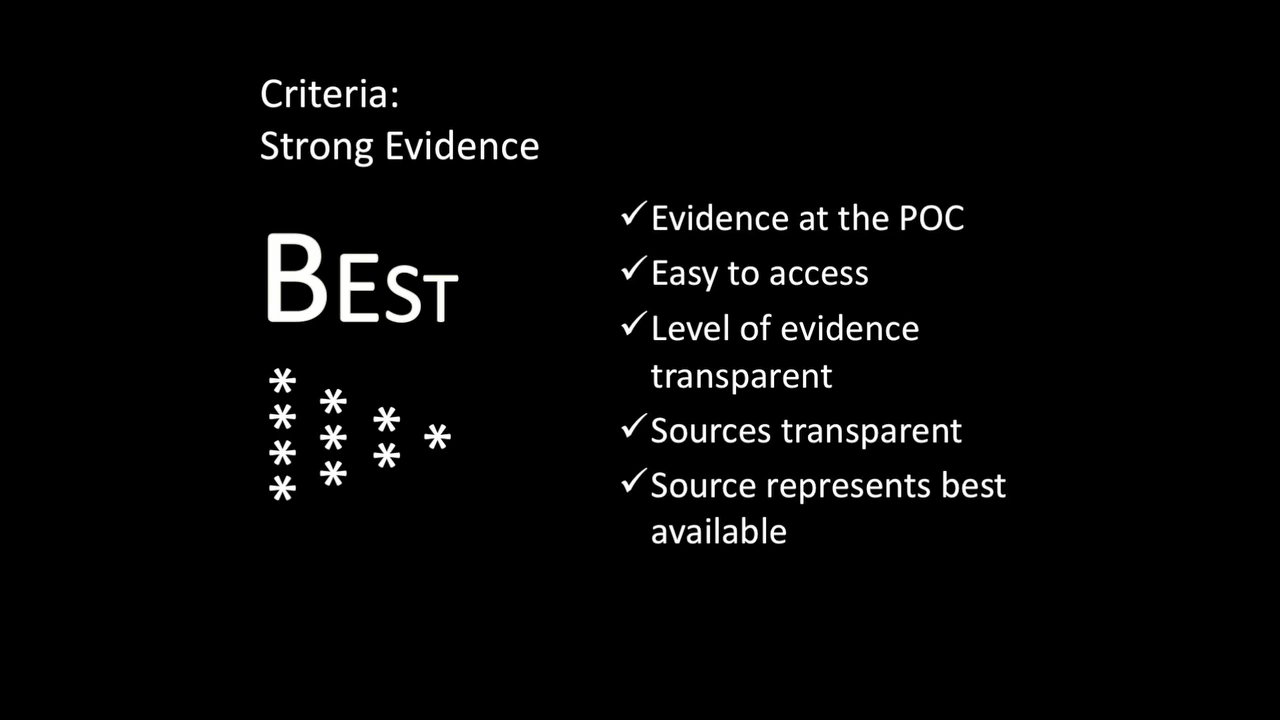 Criteria:
Strong Evidence
BEST
* * * *
* * *
* *
*
✓Evidence at the POC
✓Easy to access
✓Level of evidence
transparent
✓Sources transparent
✓Source represents best
available